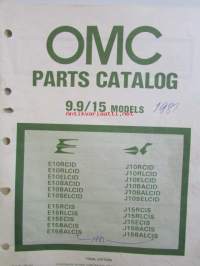 OMC
PARTS CATALOG
9.9/15 MODELS
1981
E10RCID
E10RLCID
E10ELCID
E10BACID
E10BALCID
E10SELCID
E15RCIS
E15RLCIS
E15ECIS
E15BACIS
E15BALCIS
J10RCID
J10RLCID
J10ELCID
J10BACID
J10BALCID
J10SELCID
J15RCIS
J15RLCIS
J15ECIS
J15BACIS
J15BALCIS